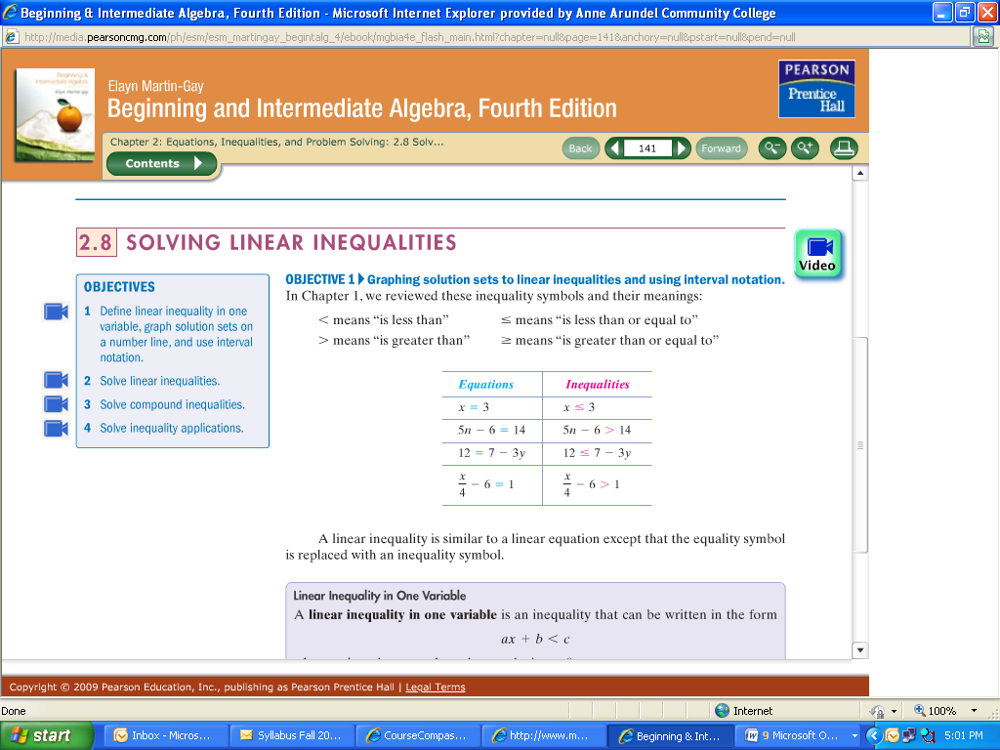 Beginning & Intermediate Algebra, Fourth Edition - Microsoft Internet Explorer provided by Anne Arundel Community College
http://media.pearsoncmg.com/ph/esm/esm_martingay_begintalg_4/ebook/mgbia4e_flash_main.html?chapter=null&page=141&anchory=null&pstart=null&pend=null
Elayn Martin-Gay
Beginning and Intermediate Algebra, Fourth Edition
PEARSON
Prentice
Hall
Chapter 2: Equations, Inequalities, and Problem Solving: 2.8 Solv...
Contents
Back
141
Forward
2.8 SOLVING LINEAR INEQUALITIES
Video
OBJECTIVES
1 Define linear inequality in one
variable, graph solution sets on
a number line, and use interval
notation.
2 Solve linear inequalities.
3 Solve compound inequalities.
4 Solve inequality applications.
OBJECTIVE 1 ▶ Graphing solution sets to linear inequalities and using interval notation.
In Chapter 1, we reviewed these inequality symbols and their meanings:
< means “is less than” ≤ means “is less than or equal to”
> means “is greater than” ≥ means “is greater than or equal to”
Equations Inequalities
x = 3 x ≤ 3
5n − 6 = 14 5n − 6 > 14
12 = 7 − 3y 12 ≤ 7 − 3y
x/4 − 6 = 1 x/4 − 6 > 1
A linear inequality is similar to a linear equation except that the equality symbol
is replaced with an inequality symbol.
Linear Inequality in One Variable
A linear inequality in one variable is an inequality that can be written in the form
ax + b < c
Copyright © 2009 Pearson Education, Inc., publishing as Pearson Prentice Hall | Legal Terms
Done
Internet
100%
start
Inbox - Micros...
Syllabus Fall 20...
CourseCompas...
http://www.m...
Beginning & Int...
9 Microsoft O...
5:01 PM